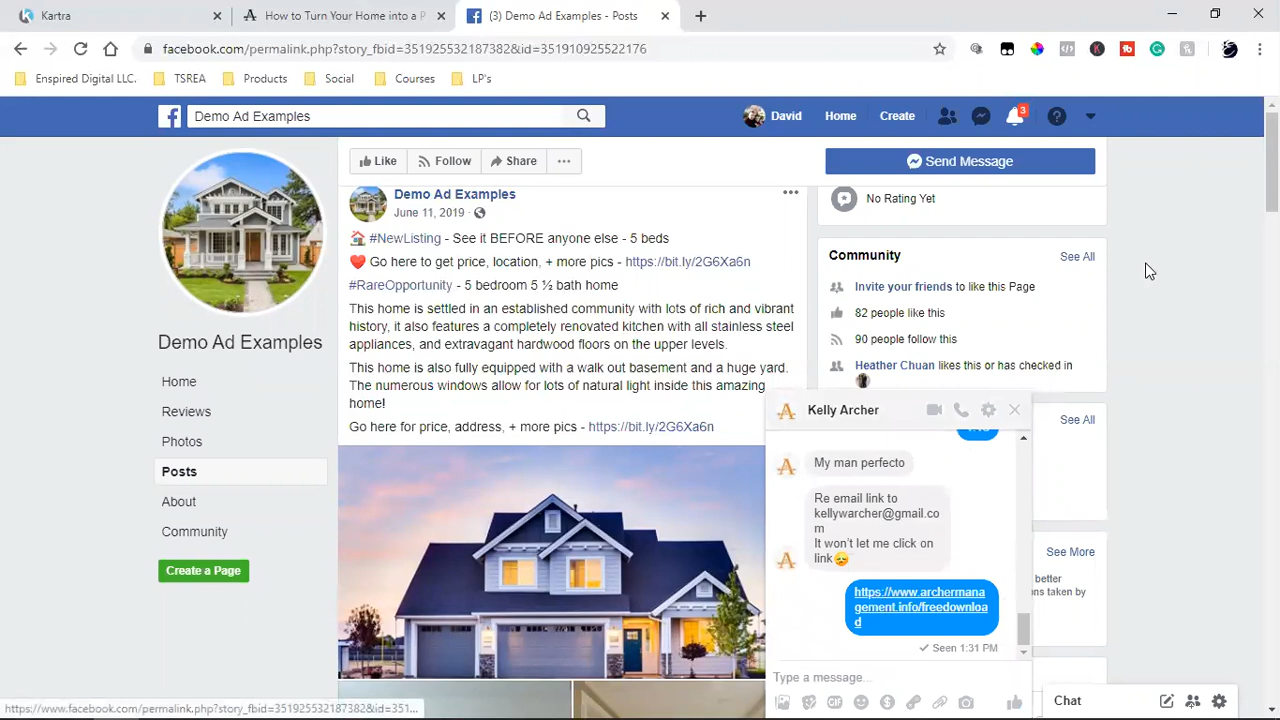 Kartra
How to Turn Your Home into a P
(3) Demo Ad Examples - Posts
facebook.com/permalink.php?story_fbid=351925532187382&id=351910925522176
Enspired Digital LLC.
TSREA
Products
Social
Courses
LP's
Demo Ad Examples
David
Home
Create
3
Like
Follow
Share
Send Message
Demo Ad Examples
June 11, 2019
#NewListing - See it BEFORE anyone else - 5 beds
Go here to get price, location, + more pics - https://bit.ly/2G6Xa6n
#RareOpportunity - 5 bedroom 5 ½ bath home
This home is settled in an established community with lots of rich and vibrant
history, it also features a completely renovated kitchen with all stainless steel
appliances, and extravagant hardwood floors on the upper levels.
This home is also fully equipped with a walk out basement and a huge yard.
The numerous windows allow for lots of natural light inside this amazing
home!
Go here for price, address, + more pics - https://bit.ly/2G6Xa6n
Demo Ad Examples
Home
Reviews
Photos
Posts
About
Community
Create a Page
No Rating Yet
Community
See All
Invite your friends to like this Page
82 people like this
90 people follow this
Heather Chuan likes this or has checked in
See All
See More
better
ns taken by
Kelly Archer
My man perfecto
Re email link to
kellywarcher@gmail.co
m
It won't let me click on
link
https://www.archermana
gement.info/freedownloa
d
Seen 1:31 PM
Type a message...
GIF
Chat
https://www.facebook.com/permalink.php?story_fbid=351925532187382&id=351...